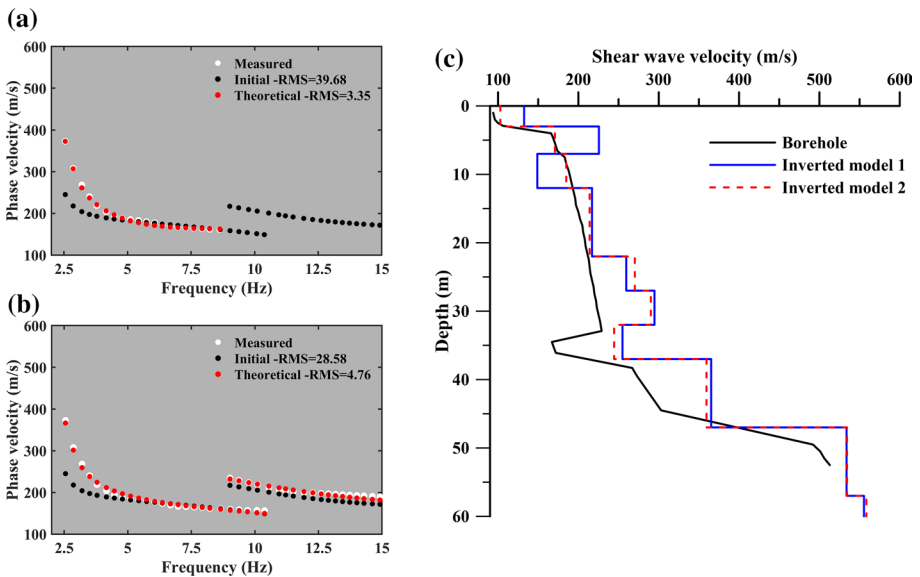 (a)
600
500
400
300
200
100
Phase velocity (m/s)
Measured
Initial -RMS=39.68
Theoretical -RMS=3.35
2.5 5 7.5 10 12.5 15
Frequency (Hz)
(b)
600
500
400
300
200
100
Phase velocity (m/s)
Measured
Initial -RMS=28.58
Theoretical -RMS=4.76
2.5 5 7.5 10 12.5 15
Frequency (Hz)
(c)
Shear wave velocity (m/s)
100 200 300 400 500 600
0
10
20
30
40
50
60
Depth (m)
Borehole
Inverted model 1
Inverted model 2